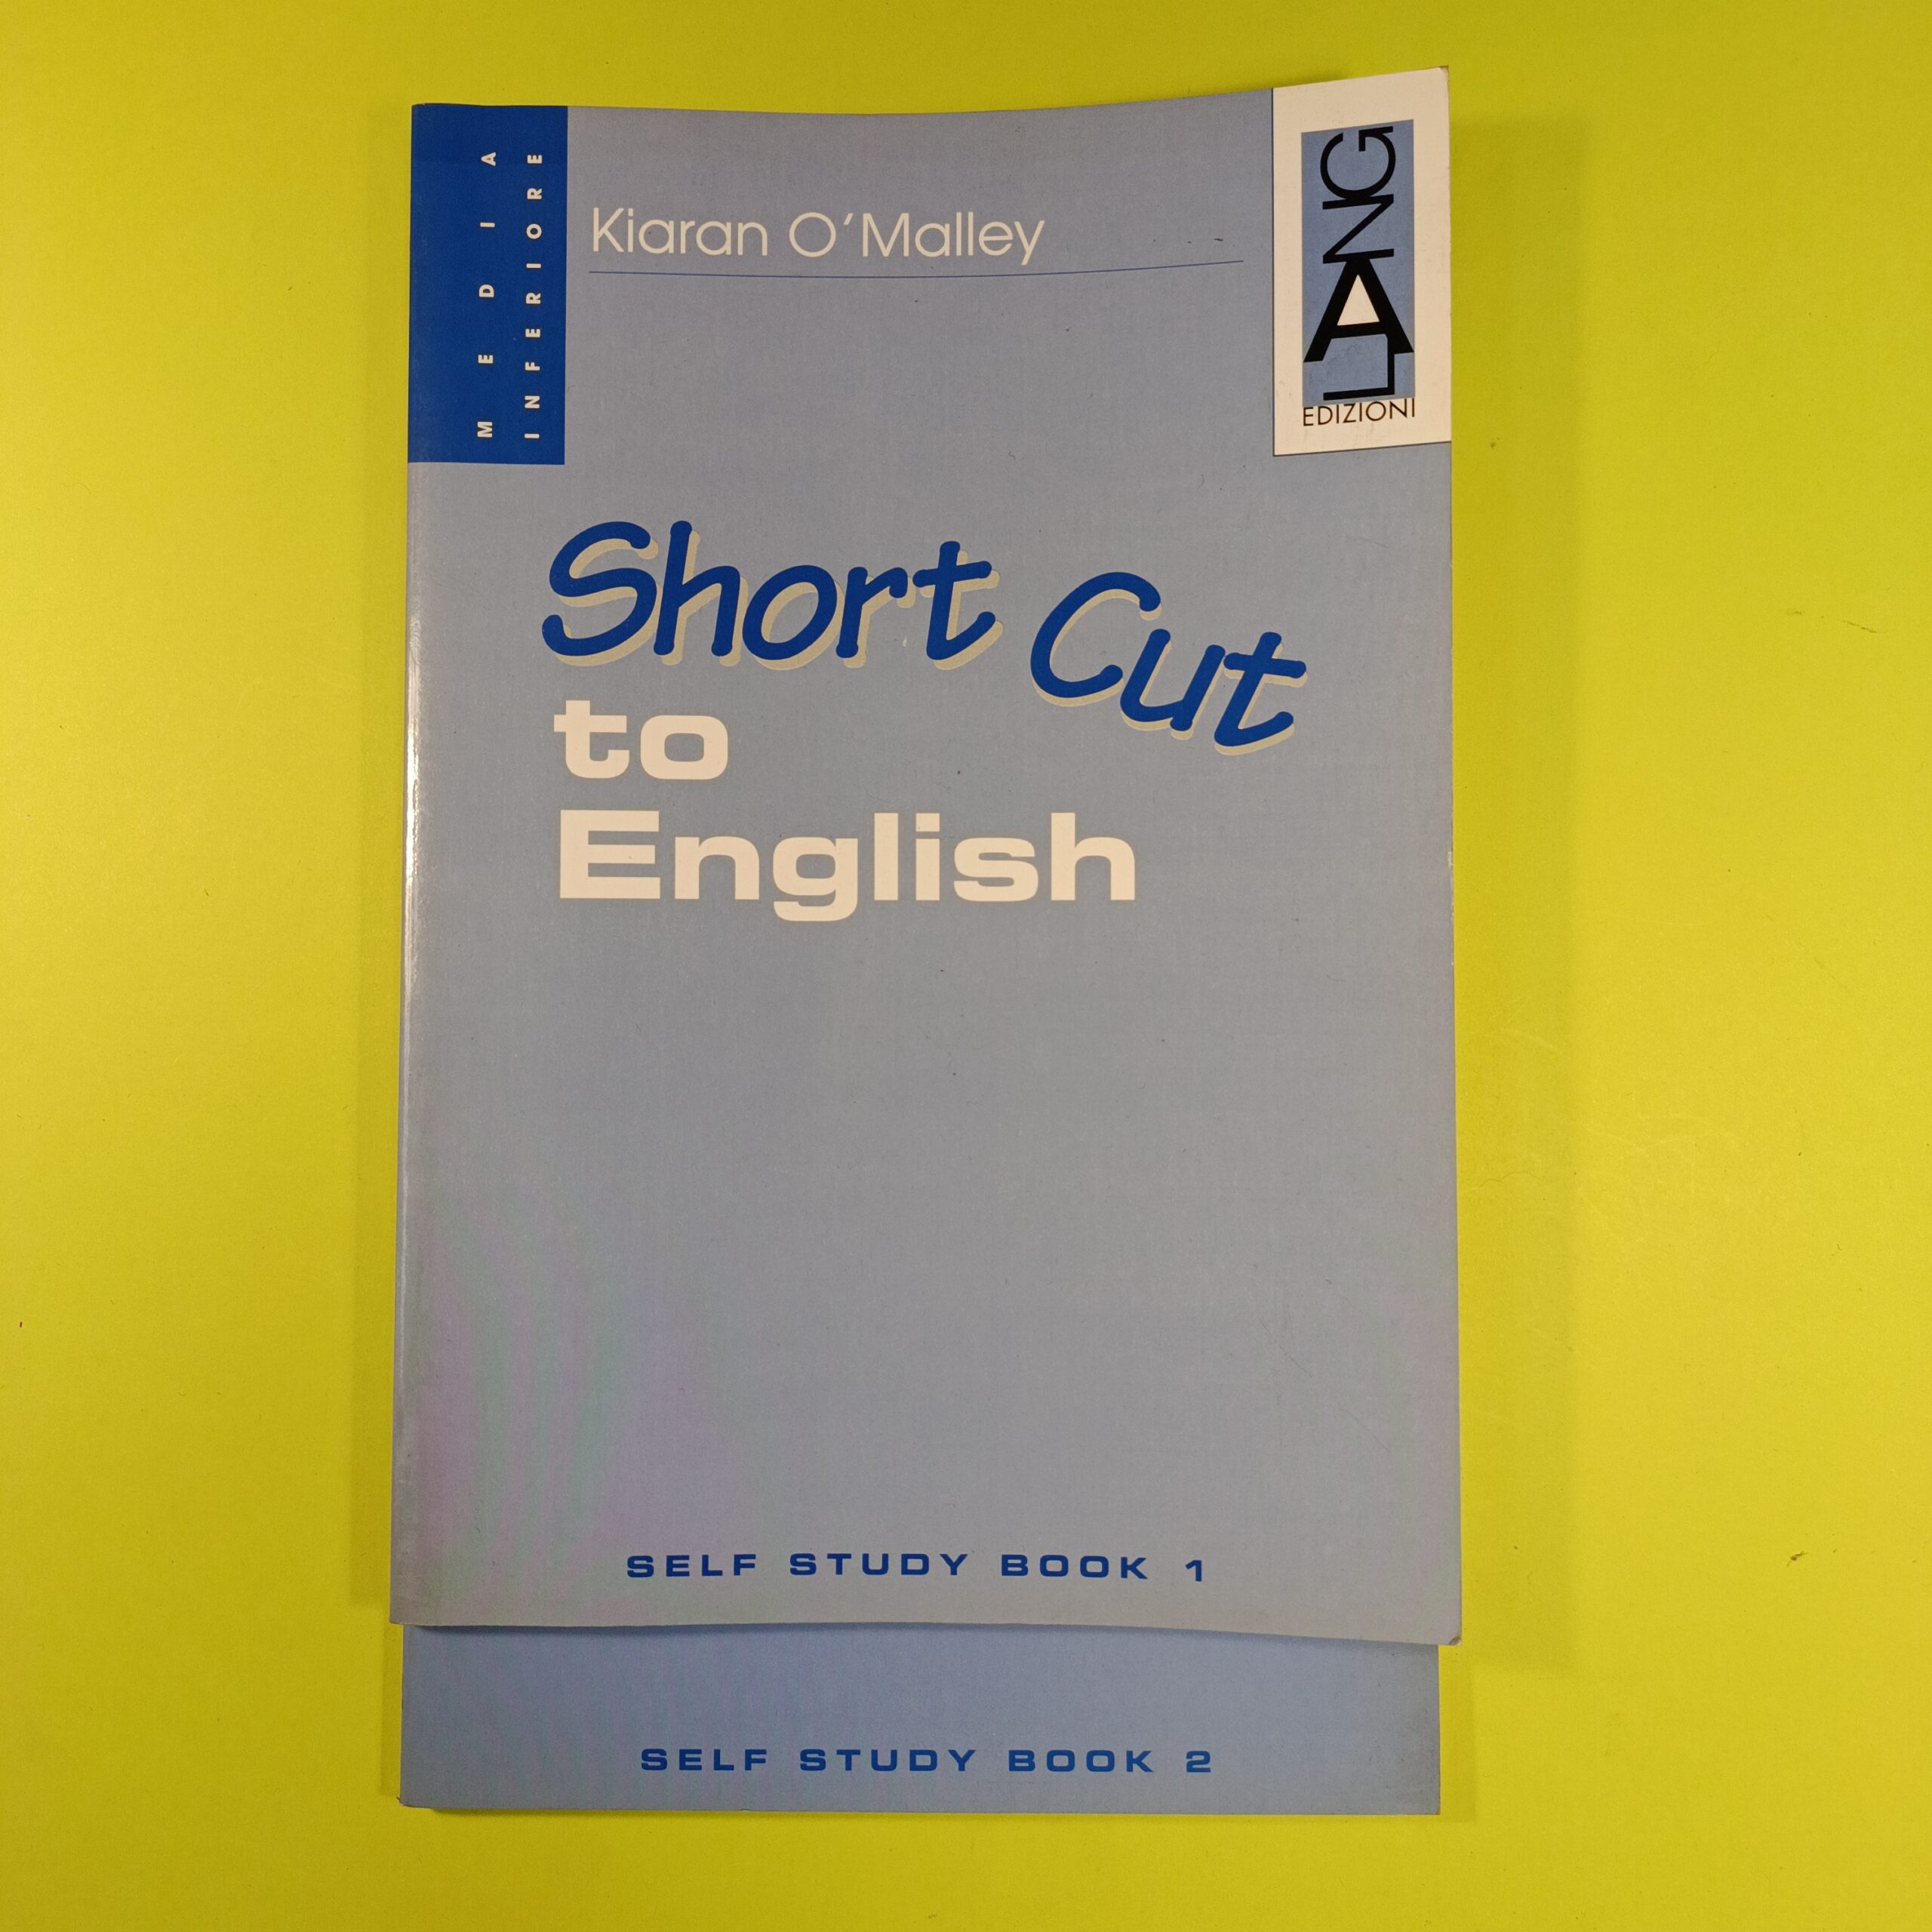 MEDIA
INFERIORE
Kiaran O'Malley
LANG
EDIZIONI
Short Cut
to
English
SELF STUDY BOOK 1
SELF STUDY BOOK 2